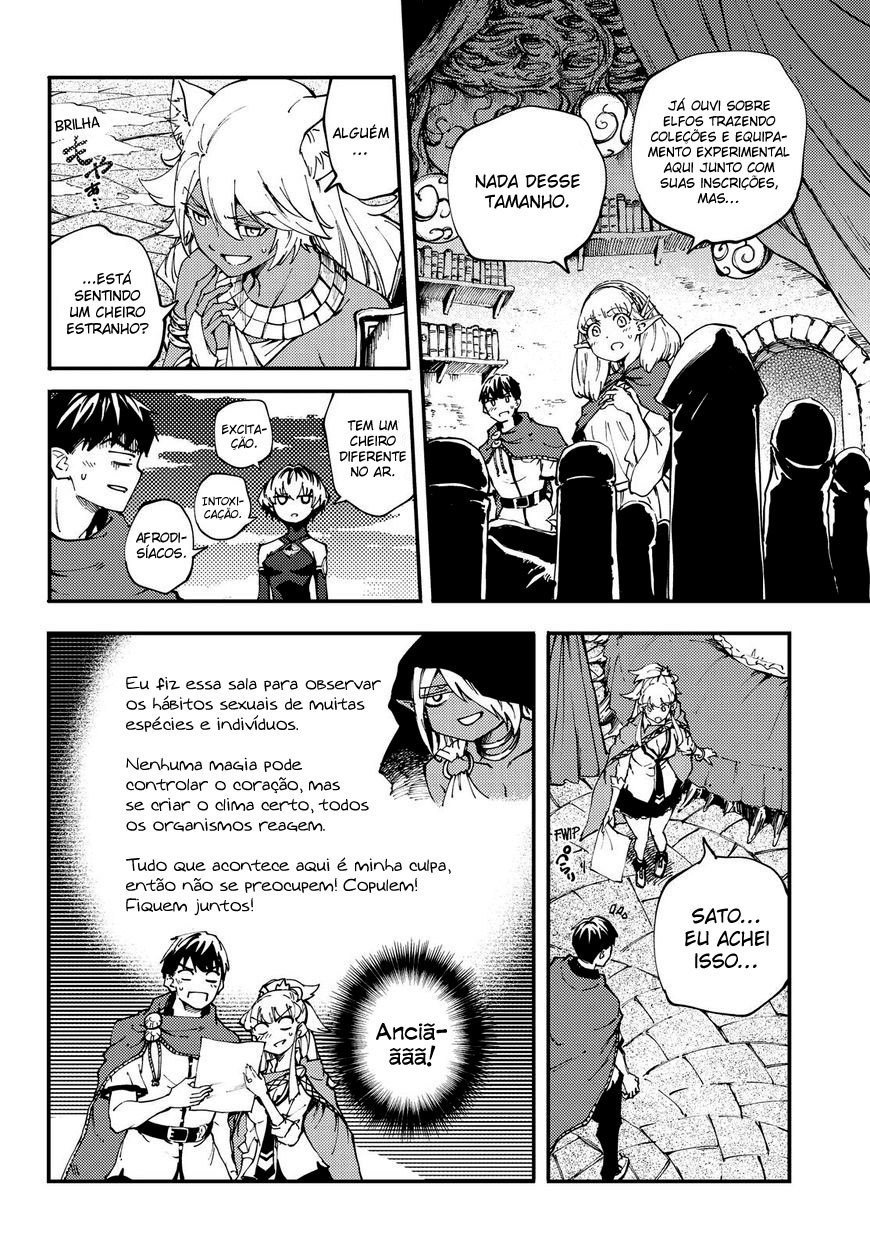 JÁ OUVI SOBRE
ELFOS TRAZENDO
COLEÇÕES E EQUIPA-
MENTO EXPERIMENTAL
AQUI JUNTO COM
SUAS INSCRIÇÕES,
MAS...
NADA DESSE
TAMANHO.
ALGUÉM
...
BRILHA
...ESTÁ
SENTINDO
UM CHEIRO
ESTRANHO?
TEM UM
CHEIRO
DIFERENTE
NO AR.
EXCITA-
ÇÃO.
INTOXI-
CAÇÃO.
AFRODI-
SÍACOS.
FWIP
SATO...
EU ACHEI
ISSO...
Eu fiz essa sala para observar
os hábitos sexuais de muitas
espécies e indivíduos.
Nenhuma magia pode
controlar o coração, mas
se criar o clima certo, todos
os organismos reagem.
Tudo que acontece aqui é minha culpa,
então não se preocupem! Copulem!
Fiquem juntos!
Anciã-
ããã!